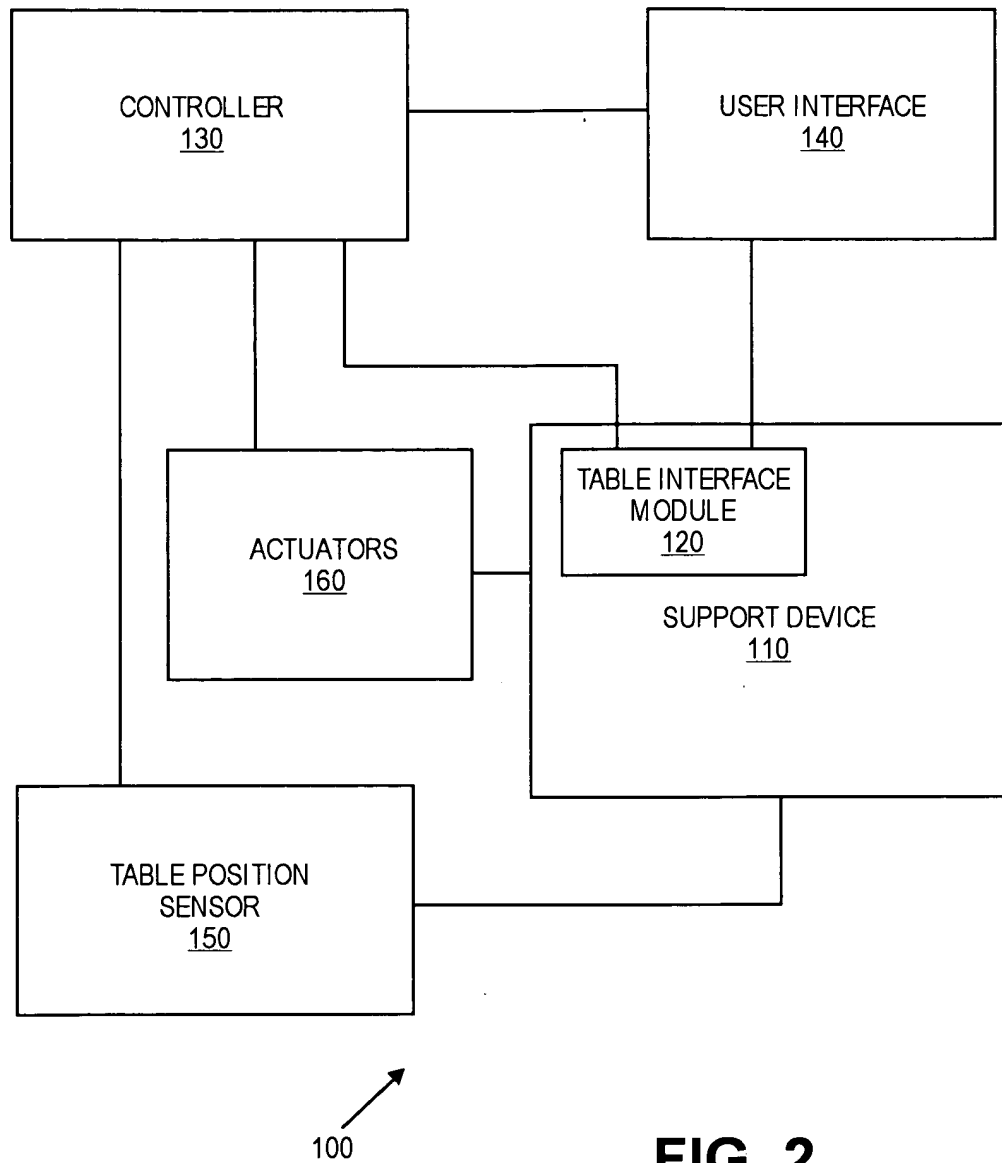 CONTROLLER
130
USER INTERFACE
140
TABLE INTERFACE
MODULE
120
ACTUATORS
160
SUPPORT DEVICE
110
TABLE POSITION
SENSOR
150
100
FIG. 2